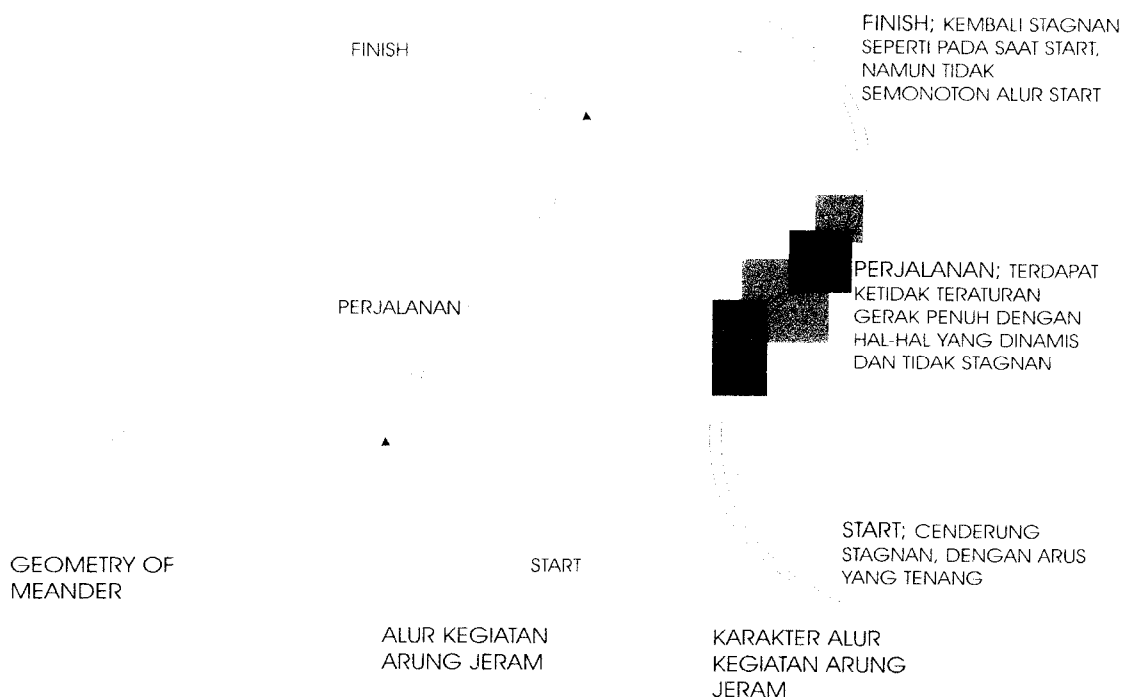 FINISH
FINISH; KEMBALI STAGNAN
SEPERTI PADA SAAT START,
NAMUN TIDAK
SEMONOTON ALUR START
PERJALANAN
PERJALANAN; TERDAPAT
KETIDAK TERATURAN
GERAK PENUH DENGAN
HAL-HAL YANG DINAMIS
DAN TIDAK STAGNAN
START
START; CENDERUNG
STAGNAN, DENGAN ARUS
YANG TENANG
GEOMETRY OF
MEANDER
ALUR KEGIATAN
ARUNG JERAM
KARAKTER ALUR
KEGIATAN ARUNG
JERAM